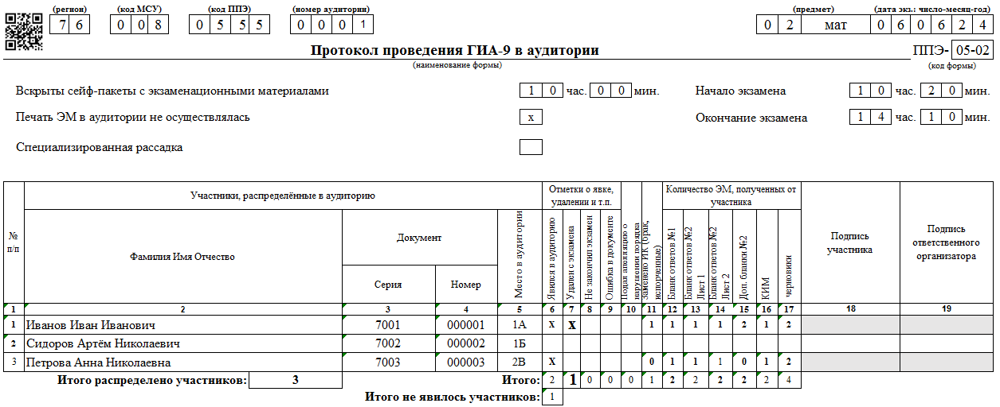 (регион) (код МСУ) (код ППЭ) (номер аудитории) (предмет) (дата экз.: число-месяц-год)
7 6 0 0 8 0 5 5 5 0 0 0 1 0 2 мат 0 6 0 6 2 4
Протокол проведения ГИА-9 в аудитории ППЭ- 05-02
(наименование формы) (код формы)
Вскрыты сейф-пакеты с экзаменационными материалами 1 0 час. 0 0 мин. Начало экзамена 1 0 час. 2 0 мин.
Печать ЭМ в аудитории не осуществлялась x Окончание экзамена 1 4 час. 1 0 мин.
Специализированная рассадка
№ п/п
Участники, распределённые в аудиторию
Фамилия Имя Отчество
Документ
Серия
Номер
Место в аудитории
Отметки о явке, удалении и т.п.
Явился в аудиторию
Удален с экзамена
Не закончил экзамен
Ошибка в документе
Подал апелляцию о нарушении порядка
Заменено ИК (брак, испорченные)
Количество ЭМ, полученных от участника
Бланк ответов №1
Бланк ответов №2 Лист 1
Бланк ответов №2 Лист 2
Доп. бланки №2
КИМ
черновики
Подпись участника
Подпись ответственного организатора
1 2 3 4 5 6 7 8 9 10 11 12 13 14 15 16 17 18 19
1 Иванов Иван Иванович 7001 000001 1А X X 1 1 1 1 2 1 2
2 Сидоров Артём Николаевич 7002 000002 1Б
3 Петрова Анна Николаевна 7003 000003 2В X 0 1 1 1 0 1 2
Итого распределено участников: 3 Итого: 2 1 0 0 0 1 2 2 2 2 2 4
Итого не явилось участников: 1